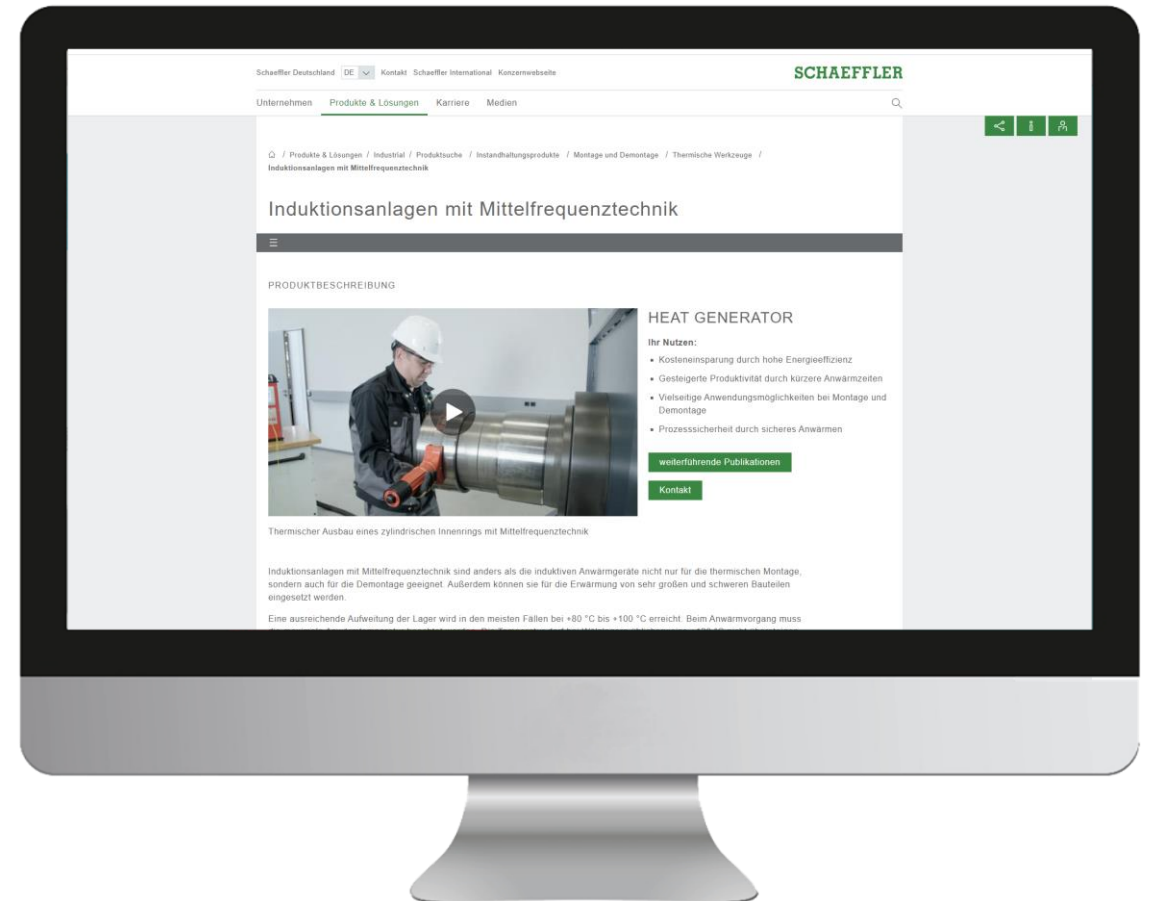 Schaeffler Deutschland DE Kontakt Schaeffler International Konzernwebseite
SCHAEFFLER
Unternehmen Produkte & Lösungen Karriere Medien
/ Produkte & Lösungen / Industrial / Produktsuche / Instandhaltungsprodukte / Montage und Demontage / Thermische Werkzeuge /
Induktionsanlagen mit Mittelfrequenztechnik
Induktionsanlagen mit Mittelfrequenztechnik
PRODUKTBESCHREIBUNG
HEAT GENERATOR
Ihr Nutzen:
• Kosteneinsparung durch hohe Energieeffizienz
• Gesteigerte Produktivität durch kürzere Anwärmzeiten
• Vielseitige Anwendungsmöglichkeiten bei Montage und
Demontage
• Prozesssicherheit durch sicheres Anwärmen
weiterführende Publikationen
Kontakt
Thermischer Ausbau eines zylindrischen Innenrings mit Mittelfrequenztechnik
Induktionsanlagen mit Mittelfrequenztechnik sind anders als die induktiven Anwärmgeräte nicht nur für die thermischen Montage,
sondern auch für die Demontage geeignet. Außerdem können sie für die Erwärmung von sehr großen und schweren Bauteilen
eingesetzt werden.
Eine ausreichende Aufweitung der Lager wird in den meisten Fällen bei +80 °C bis +100 °C erreicht. Beim Anwärmvorgang muss